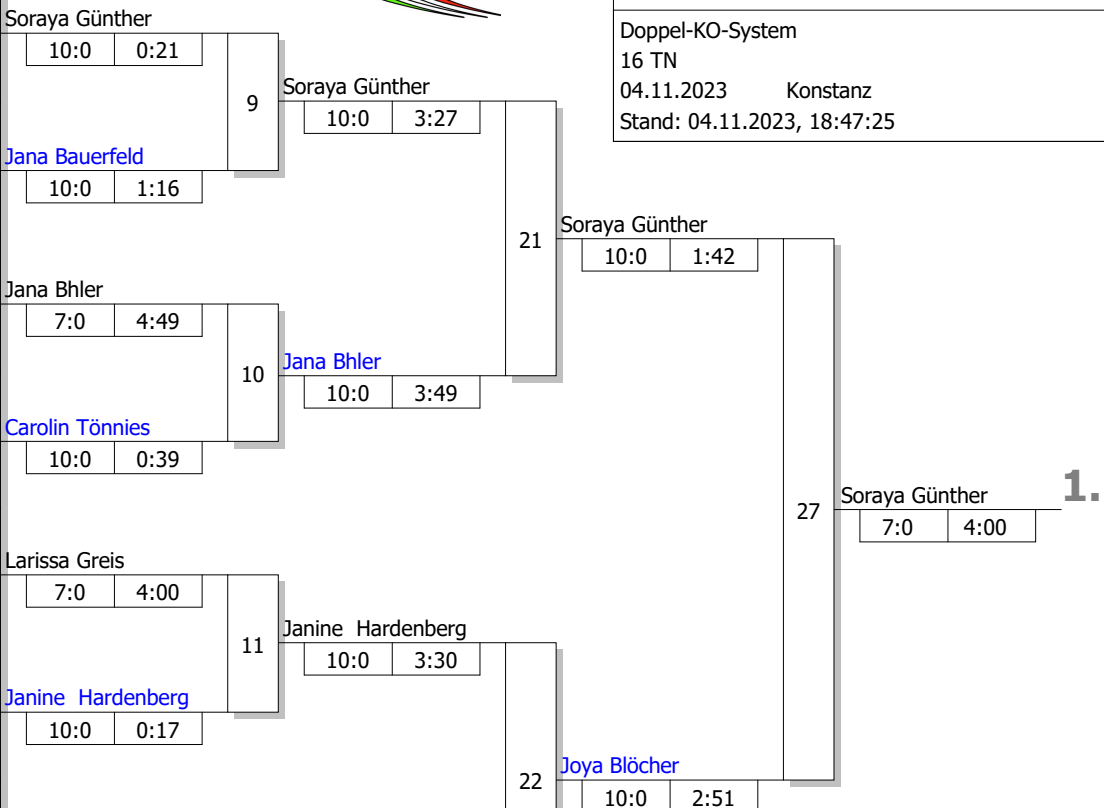 Soraya Günther
10:0 0:21
9
Jana Bauerfeld
10:0 1:16
Soraya Günther
10:0 3:27
Jana Bhler
7:0 4:49
10
Carolin Tönnies
10:0 0:39
Jana Bhler
10:0 3:49
21
Soraya Günther
10:0 1:42
Larissa Greis
7:0 4:00
11
Janine Hardenberg
10:0 0:17
Janine Hardenberg
10:0 3:30
22
Joya Blöcher
10:0 2:51
27
Soraya Günther
7:0 4:00
1.
Doppel-KO-System
16 TN
04.11.2023 Konstanz
Stand: 04.11.2023, 18:47:25